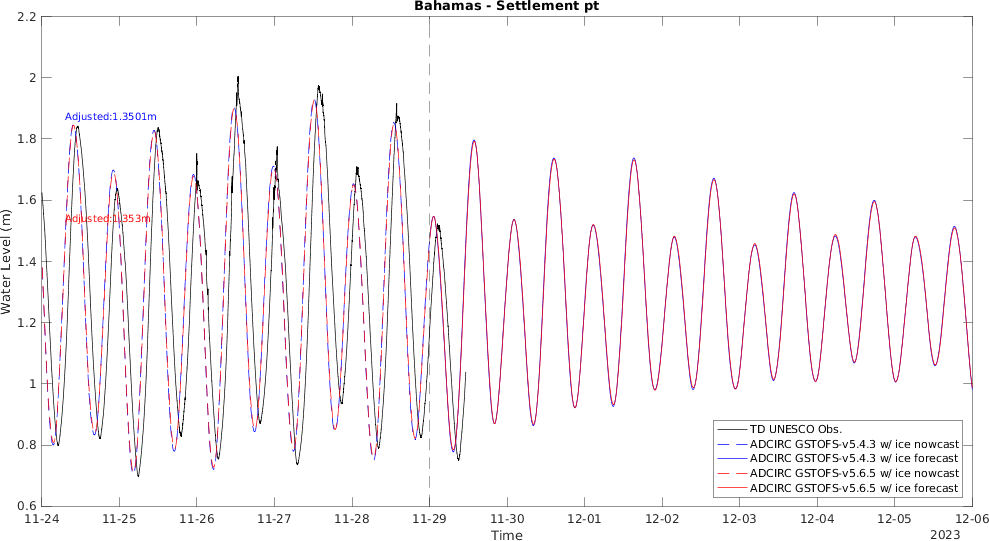 Bahamas - Settlement pt
2.2
2
1.8
1.6
1.4
1.2
1
0.8
0.6
Water Level (m)
Adjusted:1.3501m
Adjusted:1.353m
TD UNESCO Obs.
ADCIRC GSTOFS-v5.4.3 w/ ice nowcast
ADCIRC GSTOFS-v5.4.3 w/ ice forecast
ADCIRC GSTOFS-v5.6.5 w/ ice nowcast
ADCIRC GSTOFS-v5.6.5 w/ ice forecast
11-24 11-25 11-26 11-27 11-28 11-29 11-30 12-01 12-02 12-03 12-04 12-05 12-06
Time
2023